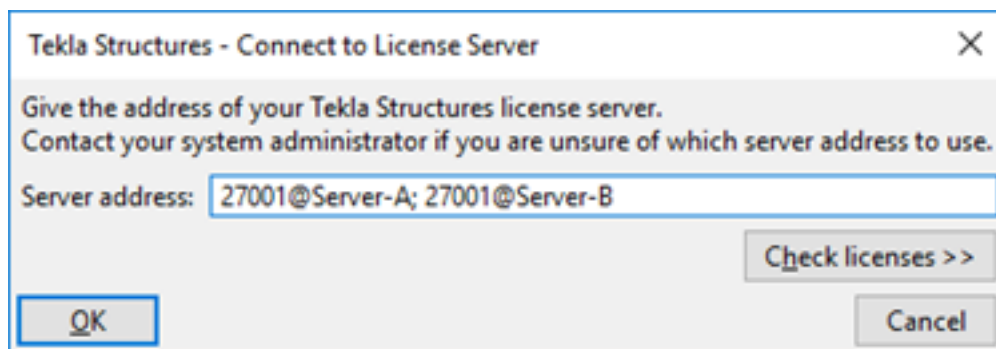 Tekla Structures - Connect to License Server
Give the address of your Tekla Structures license server.
Contact your system administrator if you are unsure of which server address to use.
Server address: 27001@Server-A; 27001@Server-B
Check licenses >>
OK Cancel